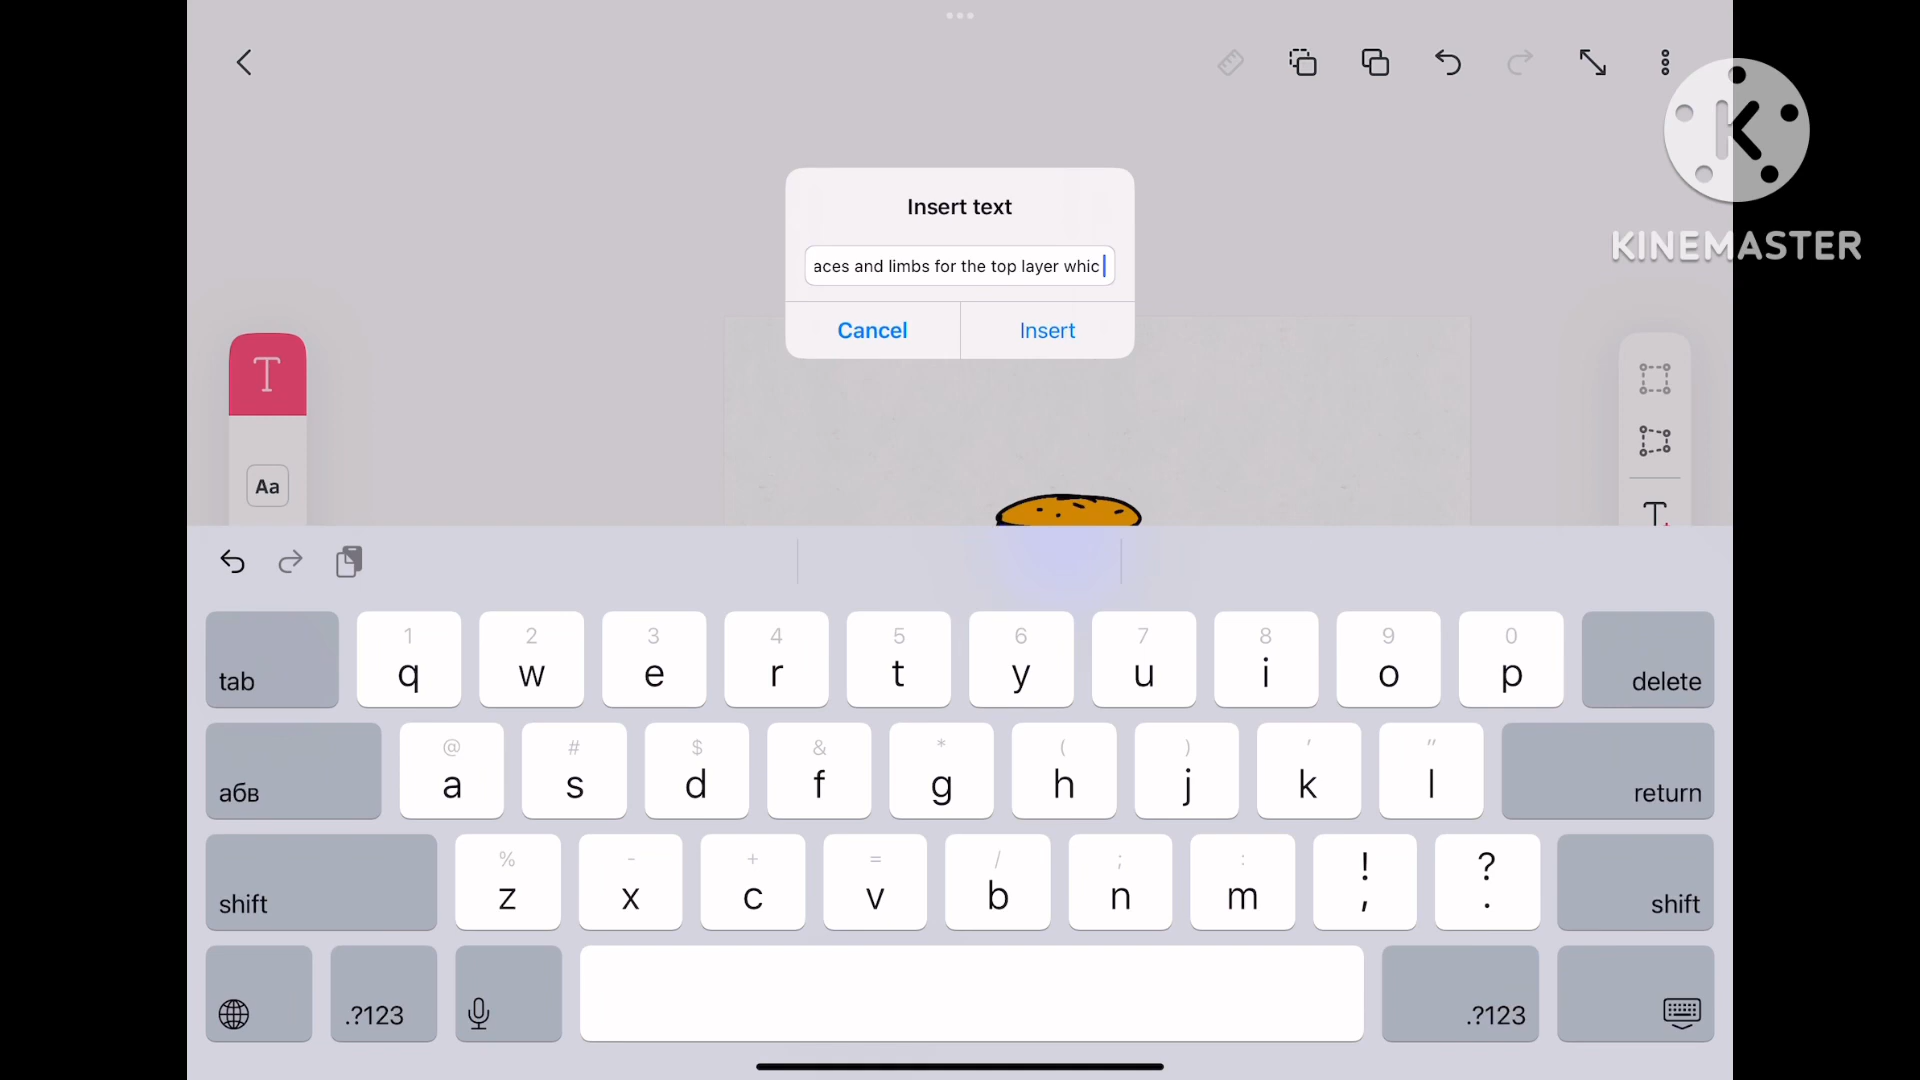 KINEMASTER
Insert text
aces and limbs for the top layer whic
Cancel Insert
T
Aa
T
1 2 3 4 5 6 7 8 9 0
tab q w e r t y u i o p delete
@ # $ & * ( ) ' "
абв a s d f g h j k l return
% - + = / ; : ! ?
shift z x c v b n m , . shift
.?123 .?123